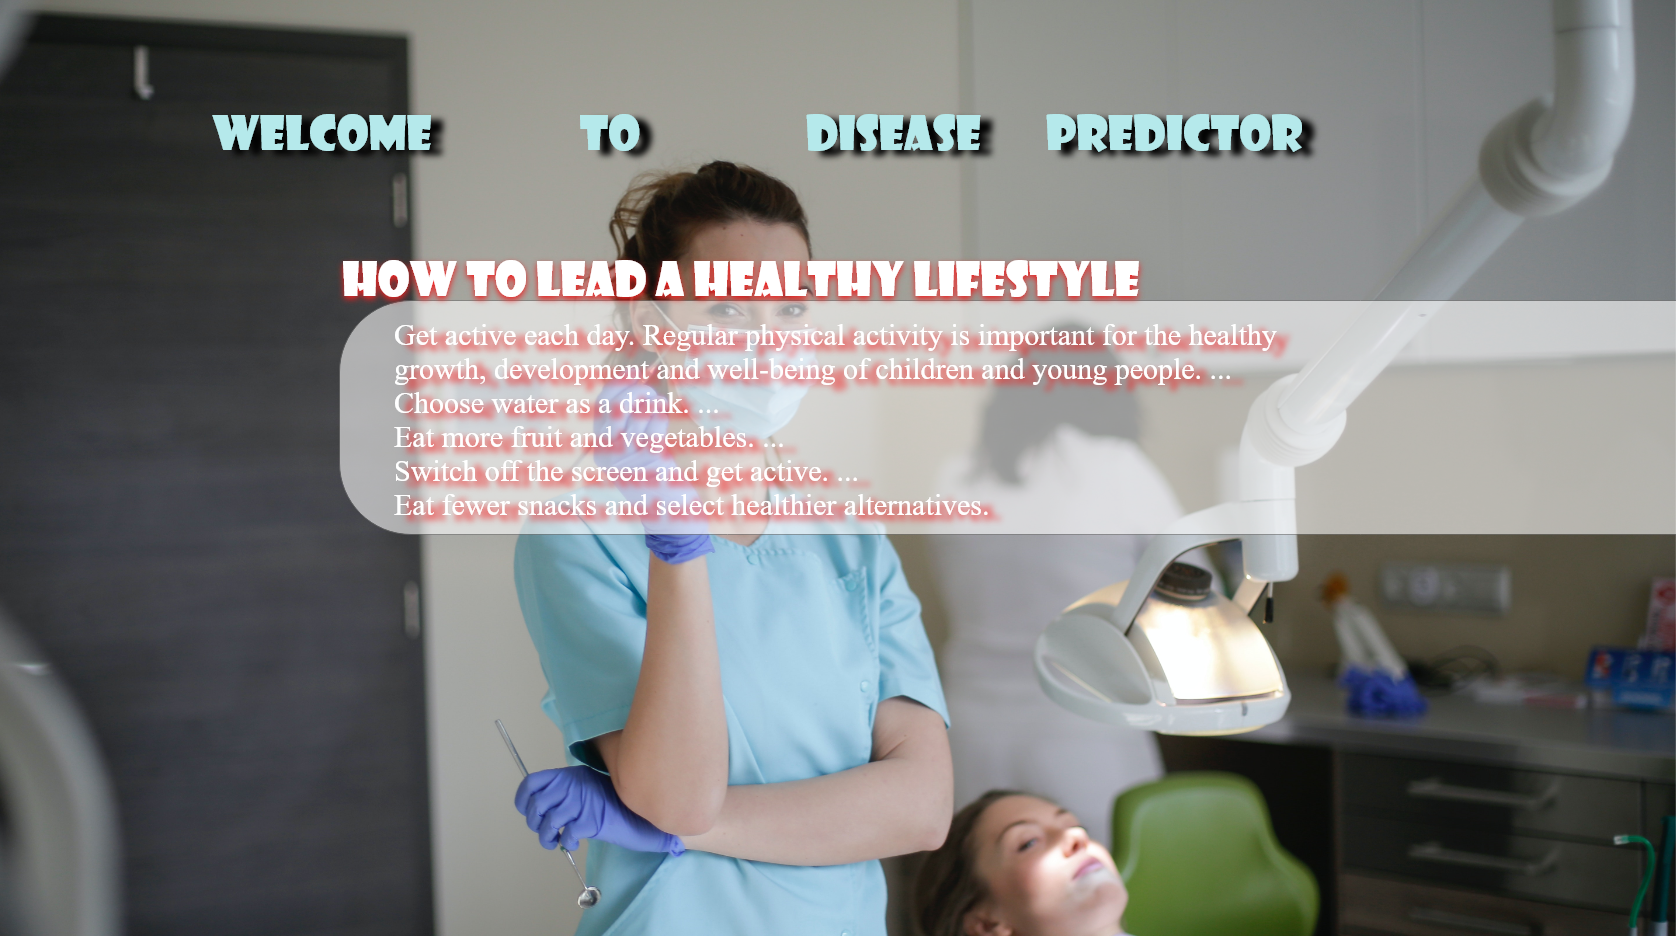 WELCOME TO DISEASE PREDICTOR
HOW TO LEAD A HEALTHY LIFESTYLE
Get active each day. Regular physical activity is important for the healthy
growth, development and well-being of children and young people. ...
Choose water as a drink. ...
Eat more fruit and vegetables. ...
Switch off the screen and get active. ...
Eat fewer snacks and select healthier alternatives.